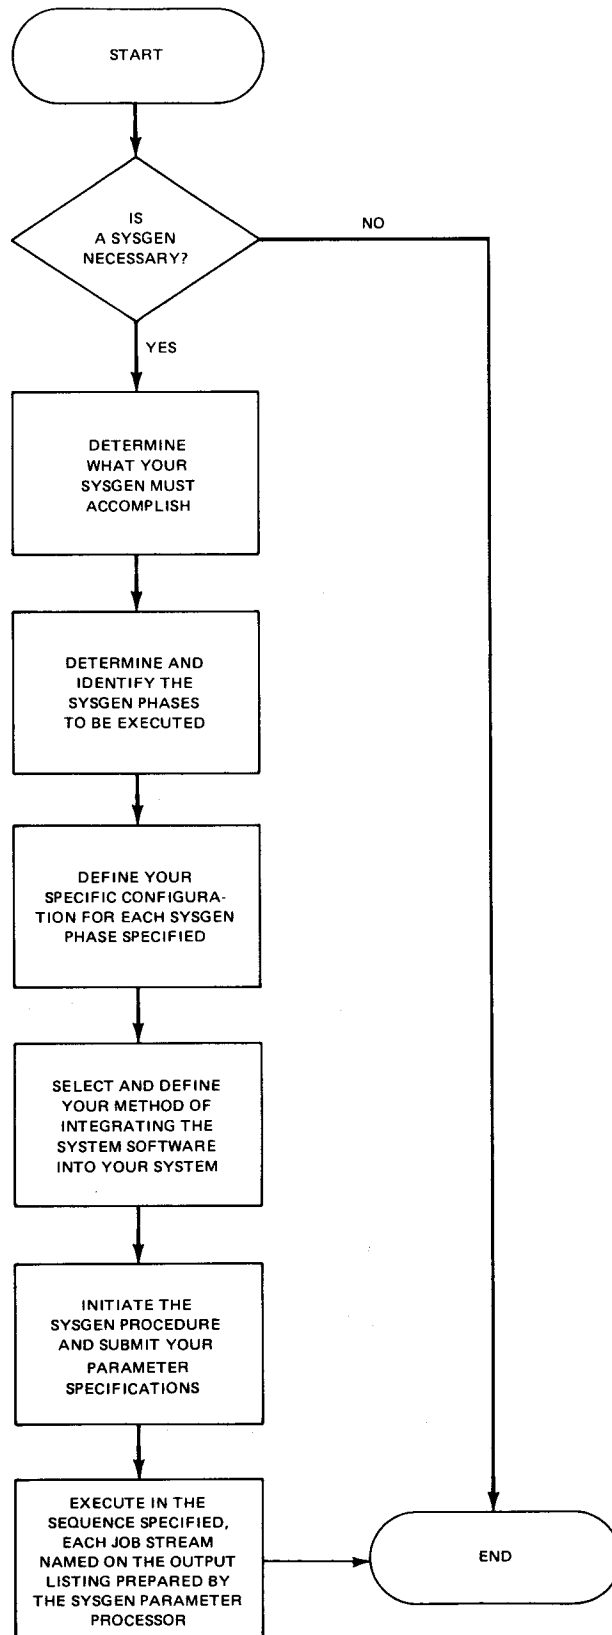 START
IS
A SYSGEN
NECESSARY?
NO
YES
DETERMINE
WHAT YOUR
SYSGEN MUST
ACCOMPLISH
DETERMINE AND
IDENTIFY THE
SYSGEN PHASES
TO BE EXECUTED
DEFINE YOUR
SPECIFIC CONFIGURA-
TION FOR EACH SYSGEN
PHASE SPECIFIED
SELECT AND DEFINE
YOUR METHOD OF
INTEGRATING THE
SYSTEM SOFTWARE
INTO YOUR SYSTEM
INITIATE THE
SYSGEN PROCEDURE
AND SUBMIT YOUR
PARAMETER
SPECIFICATIONS
EXECUTE IN THE
SEQUENCE SPECIFIED,
EACH JOB STREAM
NAMED ON THE OUTPUT
LISTING PREPARED BY
THE SYSGEN PARAMETER
PROCESSOR
END